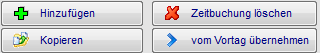 Hinzufügen
Zeitbuchung löschen
Kopieren
vom Vortag übernehmen